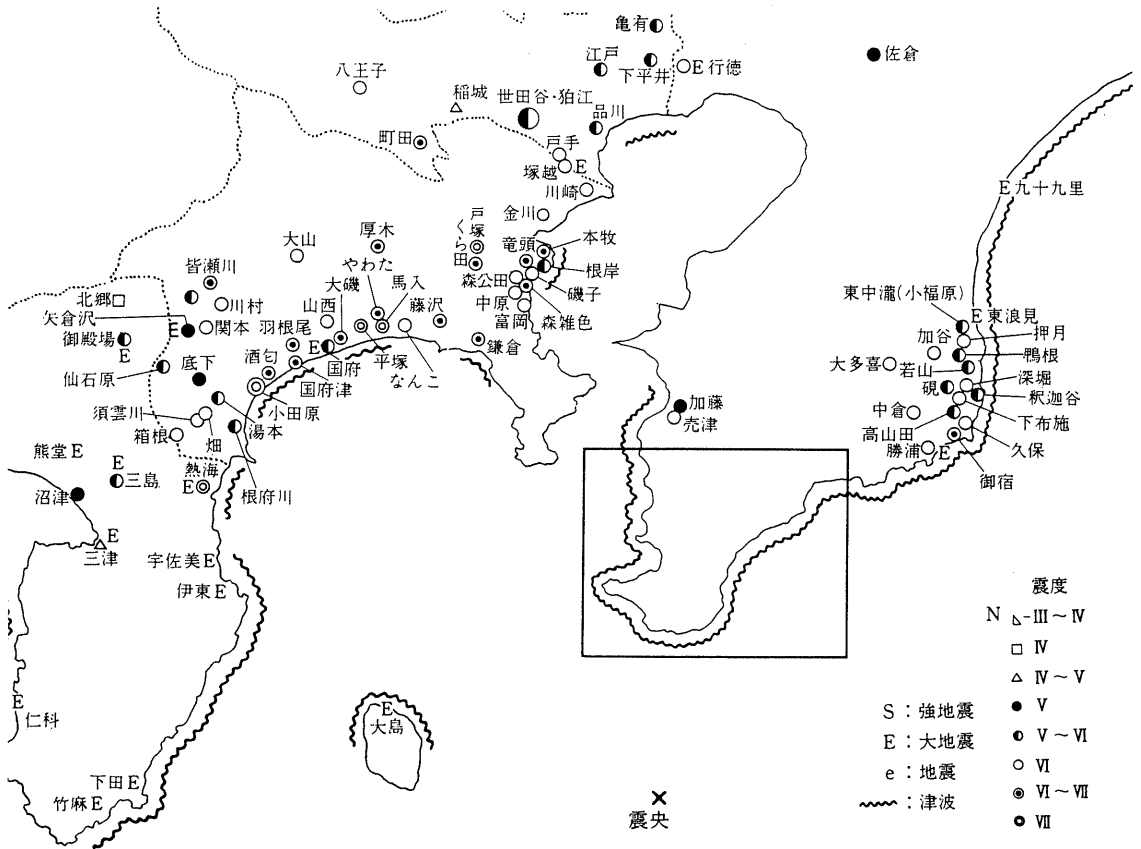 亀有
江戸
下平井
E 行徳
佐倉
八王子
稲城
世田谷・狛江
品川
町田
戸手
塚越 E
川崎
E 九十九里
金川
戸塚
くら田
竜頭
本牧
根岸
森公田
磯子
中原
富岡
森雑色
厚木
大山
やわた
大磯
馬入
皆瀬川
北郷
川村
山西
藤沢
矢倉沢
E
関本
羽根尾
御殿場
E
E
国府
平塚
なんこ
鎌倉
仙石原
底下
酒匂
国府津
小田原
須雲川
畑
湯本
箱根
根府川
熊堂 E
E
三島
熱海
E
沼津
E
三津
宇佐美 E
伊東 E
E
仁科
下田 E
竹麻 E
E
大島
震央
東中滝(小福原)
E 東浪見
加谷
押月
大多喜
若山
鴨根
硯
深堀
釈迦谷
中倉
下布施
高山田
久保
勝浦
E
御宿
加藤
売津
S : 強地震
E : 大地震
e : 地震
: 津波
震度
N
-III～IV
IV
IV～V
V
V～VI
VI
VI～VII
VII